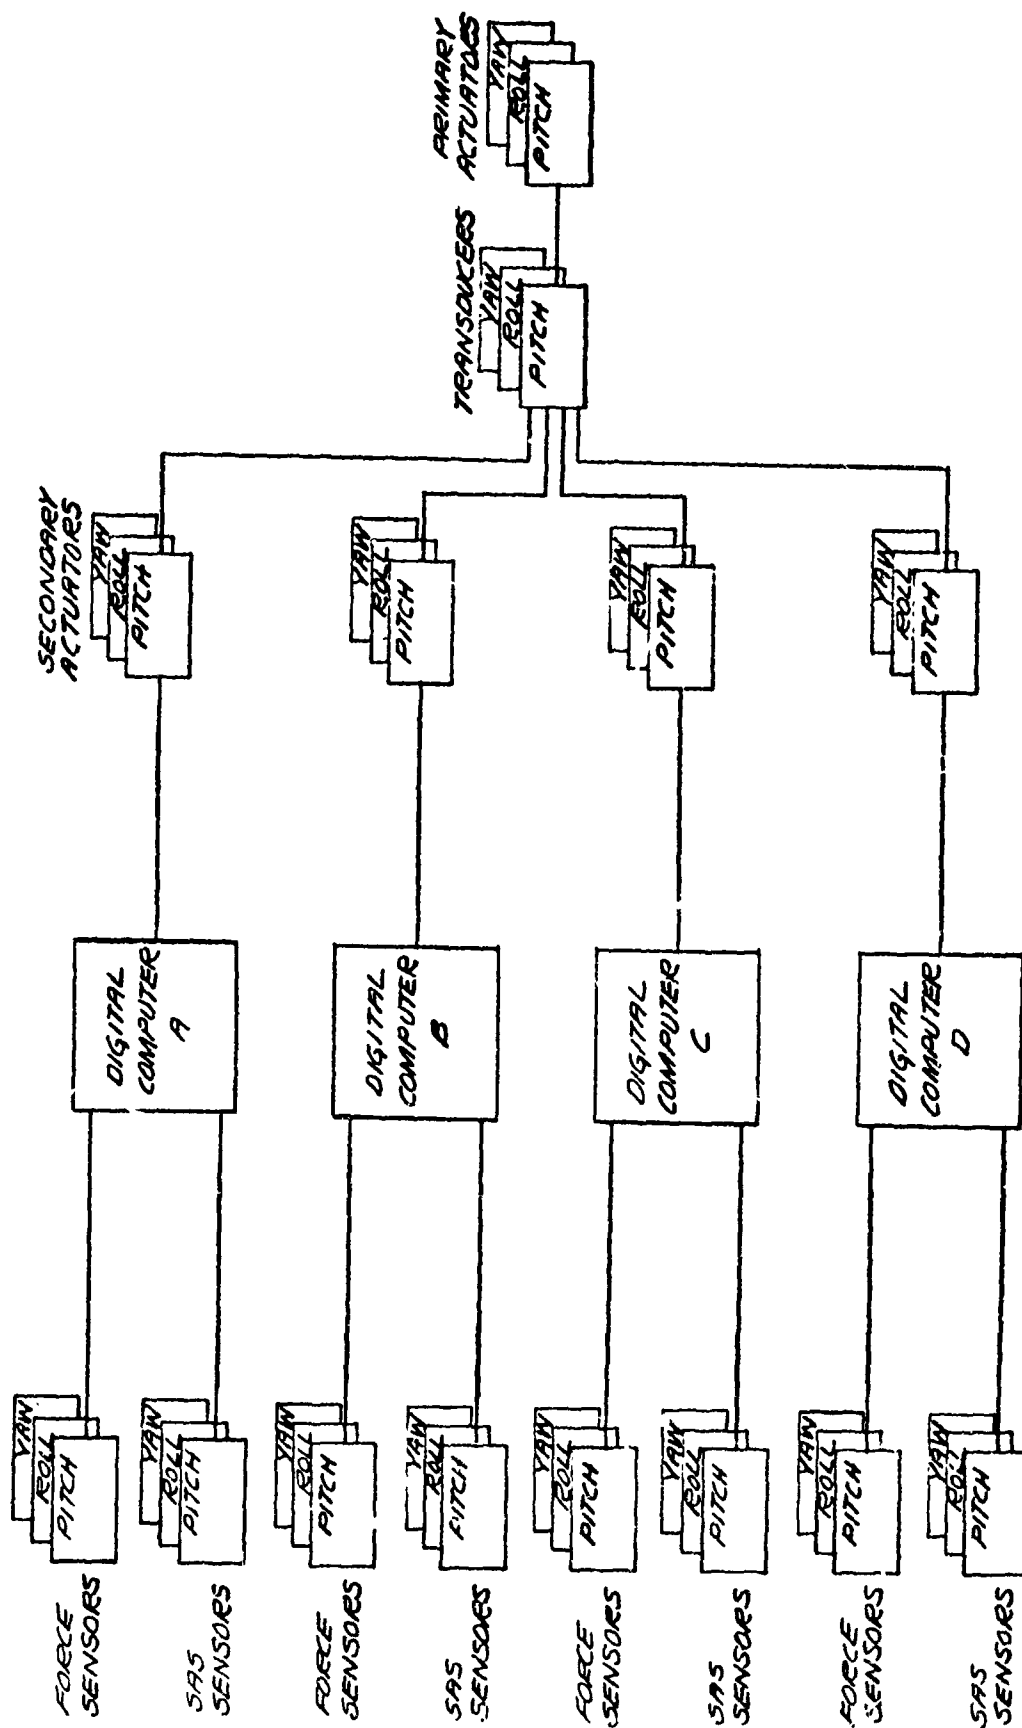 FORCE
SENSORS
YAW
ROLL
PITCH
SAS
SENSORS
YAW
ROLL
PITCH
DIGITAL
COMPUTER
A
SECONDARY
ACTUATORS
YAW
ROLL
PITCH
FORCE
SENSORS
YAW
ROLL
PITCH
SAS
SENSORS
YAW
ROLL
PITCH
DIGITAL
COMPUTER
B
YAW
ROLL
PITCH
FORCE
SENSORS
YAW
ROLL
PITCH
SAS
SENSORS
YAW
ROLL
PITCH
DIGITAL
COMPUTER
C
YAW
ROLL
PITCH
FORCE
SENSORS
YAW
ROLL
PITCH
SAS
SENSORS
YAW
ROLL
PITCH
DIGITAL
COMPUTER
D
YAW
ROLL
PITCH
TRANSDUCERS
YAW
ROLL
PITCH
PRIMARY
ACTUATORS
YAW
ROLL
PITCH